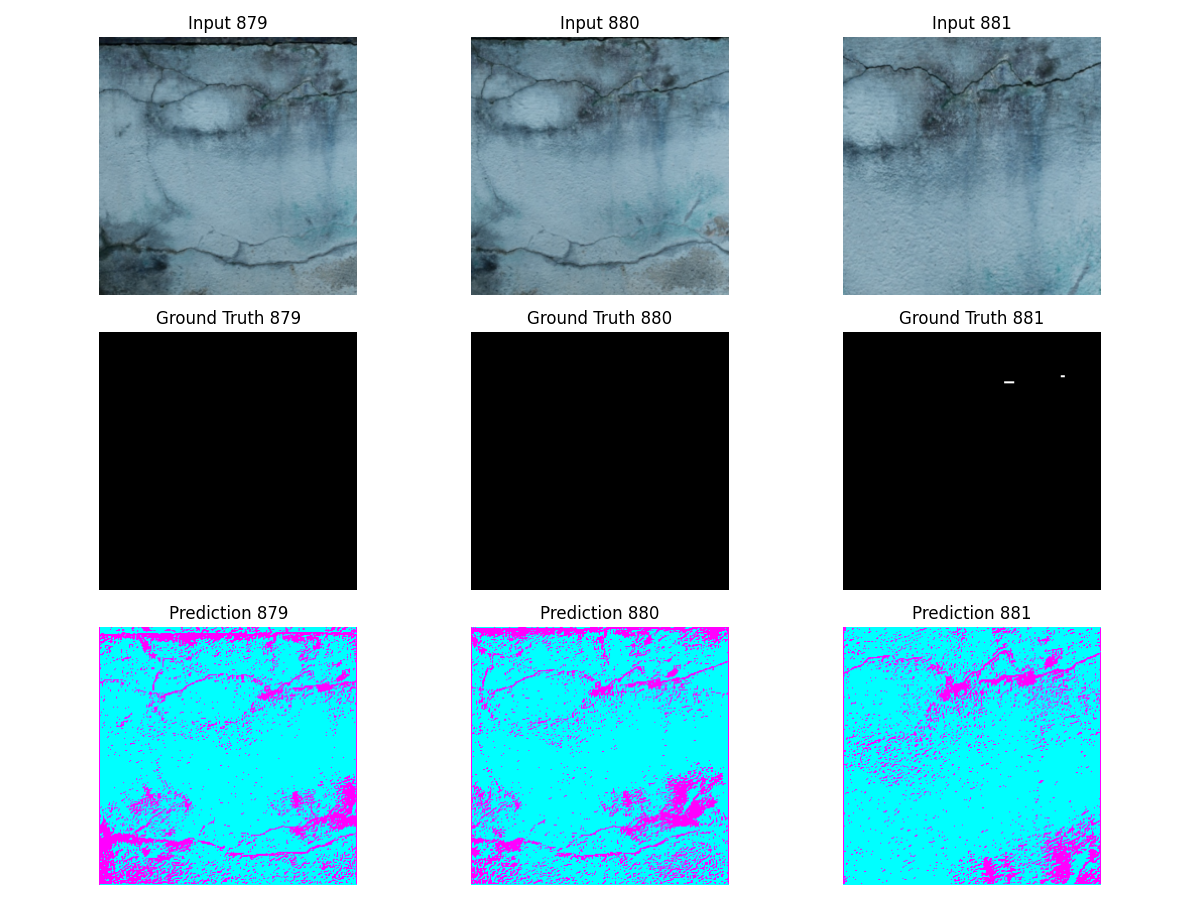 Input 879
Input 880
Input 881
Ground Truth 879
Ground Truth 880
Ground Truth 881
Prediction 879
Prediction 880
Prediction 881